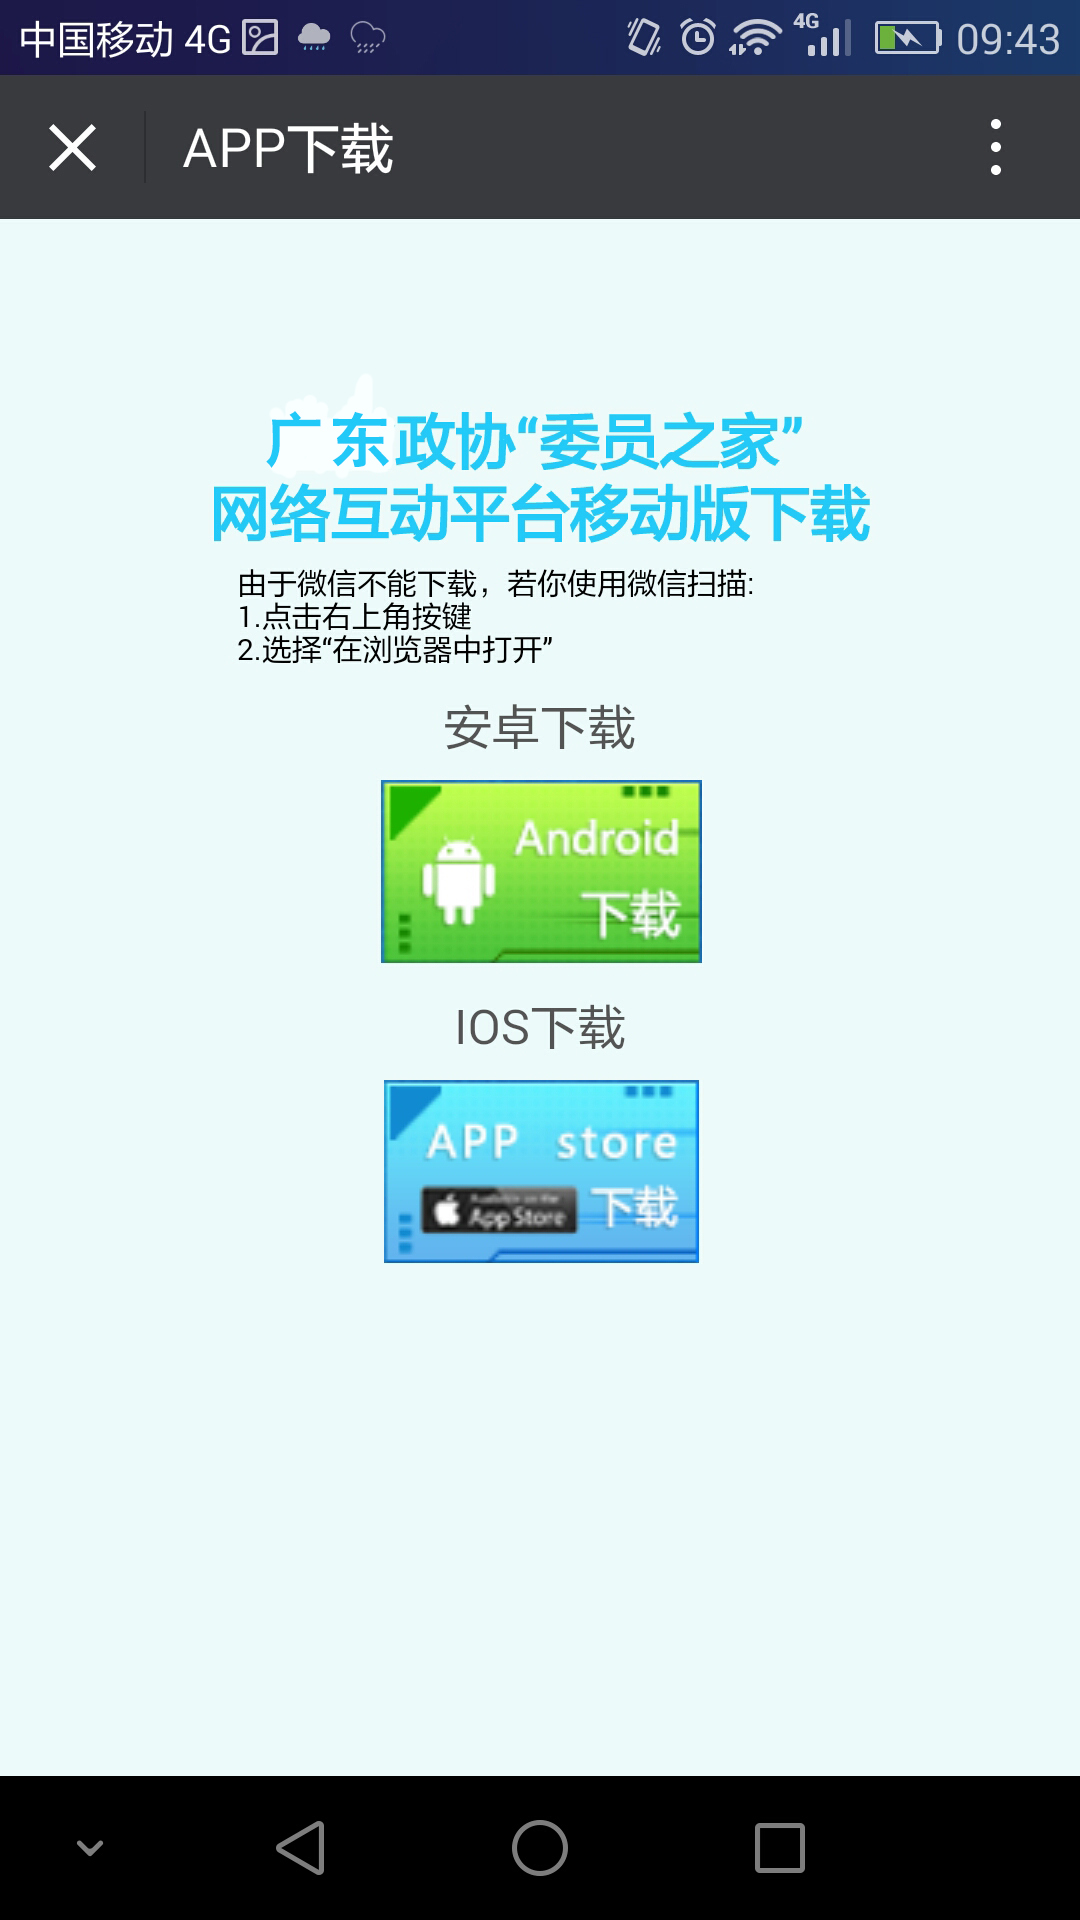 中国移动 4G 4G 09:43
APP下载
广东政协“委员之家”
网络互动平台移动版下载
由于微信不能下载，若你使用微信扫描:
1.点击右上角按键
2.选择“在浏览器中打开”
安卓下载
Android
下载
IOS下载
APP store
Available on the
App Store
下载